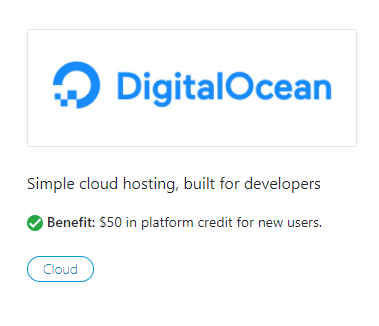 DigitalOcean
Simple cloud hosting, built for developers
Benefit: $50 in platform credit for new users.
Cloud